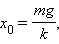 x₀ = mg/k,